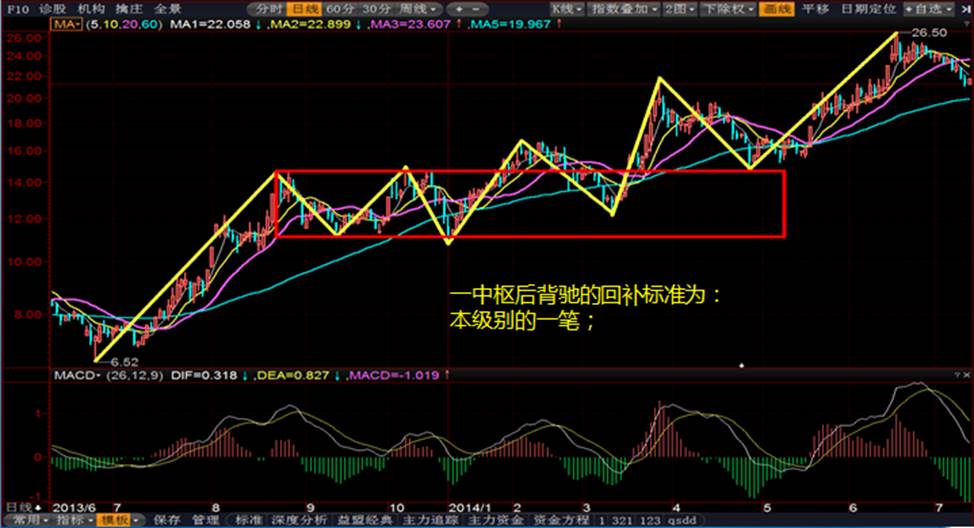 F10 诊股 机构 擒庄 全景 分时 日线 60分 30分 周线 K线 指数叠加 2图 下除权 画线 平移 日期定位 +自选
MA (5,10,20,60) MA1=22.058↓,MA2=22.899↓,MA3=23.607↑,MA5=19.967↑
26.50
26.00
24.00
22.00
20.00
18.00
16.00
14.00
12.00
10.00
一中枢后背驰的回补标准为：
本级别的一笔；
8.00
6.52
MACD (26,12,9) DIF=0.318↓,DEA=0.827↓,MACD=-1.019↑ ?×
1
0
-1
日线 2013/6 7 8 9 10 2014/1 2 3 4 5 6 7
常用 指标 模板 保存 管理 标准 深度分析 益盟经典 主力追踪 主力资金 资金方程 1 321 123 qsdd